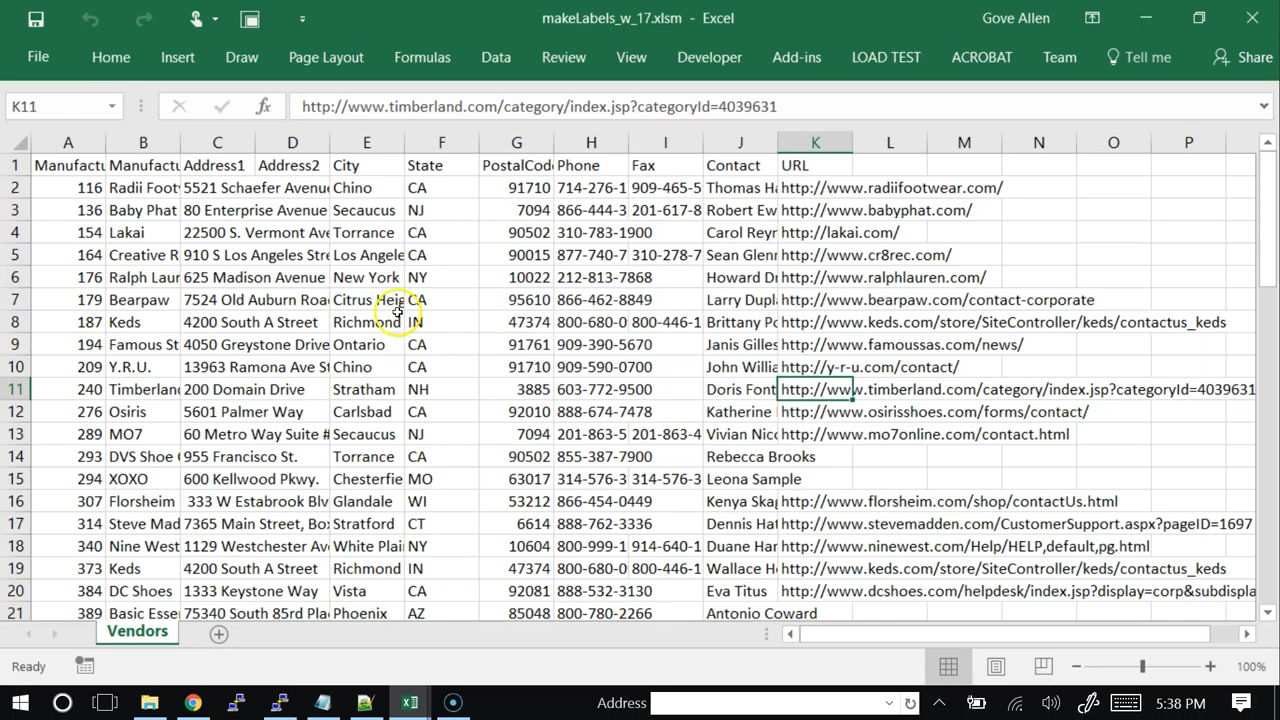 makeLabels_w_17.xlsm - Excel
Gove Allen
File Home Insert Draw Page Layout Formulas Data Review View Developer Add-ins LOAD TEST ACROBAT Team Tell me Share
K11 fx http://www.timberland.com/category/index.jsp?categoryId=4039631
A B C D E F G H I J K L M N O P
1 Manufactu Manufactu Address1 Address2 City State PostalCode Phone Fax Contact URL
2 116 Radii Foot 5521 Schaefer Avenu Chino CA 91710 714-276-1 909-465-5 Thomas Ha http://www.radiifootwear.com/
3 136 Baby Phat 80 Enterprise Avenue Secaucus NJ 7094 866-444-3 201-617-8 Robert Ew http://www.babyphat.com/
4 154 Lakai 22500 S. Vermont Ave Torrance CA 90502 310-783-1900 Carol Reyn http://lakai.com/
5 164 Creative R 910 S Los Angeles Stre Los Angele CA 90015 877-740-7 310-278-7 Sean Glenn http://www.cr8rec.com/
6 176 Ralph Laur 625 Madison Avenue New York NY 10022 212-813-7868 Howard D http://www.ralphlauren.com/
7 179 Bearpaw 7524 Old Auburn Road Citrus Heig CA 95610 866-462-8849 Larry Dupl http://www.bearpaw.com/contact-corporate
8 187 Keds 4200 South A Street Richmond IN 47374 800-680-0 800-446-1 Brittany Po http://www.keds.com/store/SiteController/keds/contactus_keds
9 194 Famous St 4050 Greystone Drive Ontario CA 91761 909-390-5670 Janis Gilles http://www.famoussas.com/news/
10 209 Y.R.U. 13963 Ramona Ave St Chino CA 91710 909-590-0700 John Willia http://y-r-u.com/contact/
11 240 Timberlan 200 Domain Drive Stratham NH 3885 603-772-9500 Doris Font http://www.timberland.com/category/index.jsp?categoryId=4039631
12 276 Osiris 5601 Palmer Way Carlsbad CA 92010 888-674-7478 Katherine http://www.osirisshoes.com/forms/contact/
13 289 MO7 60 Metro Way Suite # Secaucus NJ 7094 201-863-5 201-863-4 Vivian Nico http://www.mo7online.com/contact.html
14 293 DVS Shoe 955 Francisco St. Torrance CA 90502 855-387-7900 Rebecca Brooks
15 294 XOXO 600 Kellwood Pkwy. Chesterfie MO 63017 314-576-3 314-576-3 Leona Sample
16 307 Florsheim 333 W Estabrook Blv Glandale WI 53212 866-454-0449 Kenya Skag http://www.florsheim.com/shop/contactUs.html
17 314 Steve Mad 7365 Main Street, Box Stratford CT 6614 888-762-3336 Dennis Hat http://www.stevemadden.com/CustomerSupport.aspx?pageID=1697
18 340 Nine West 1129 Westchester Ave White Plai NY 10604 800-999-1 914-640-1 Duane Har http://www.ninewest.com/Help/HELP,default,pg.html
19 373 Keds 4200 South A Street Richmond IN 47374 800-680-0 800-446-1 Wallace Ho http://www.keds.com/store/SiteController/keds/contactus_keds
20 384 DC Shoes 1333 Keystone Way Vista CA 92081 888-532-3130 Eva Titus http://www.dcshoes.com/helpdesk/index.jsp?display=corp&subdispla
21 389 Basic Esse 75340 South 85rd Pla Phoenix AZ 85048 800-780-2266 Antonio Coward
Vendors
Ready 100%
Address 5:38 PM